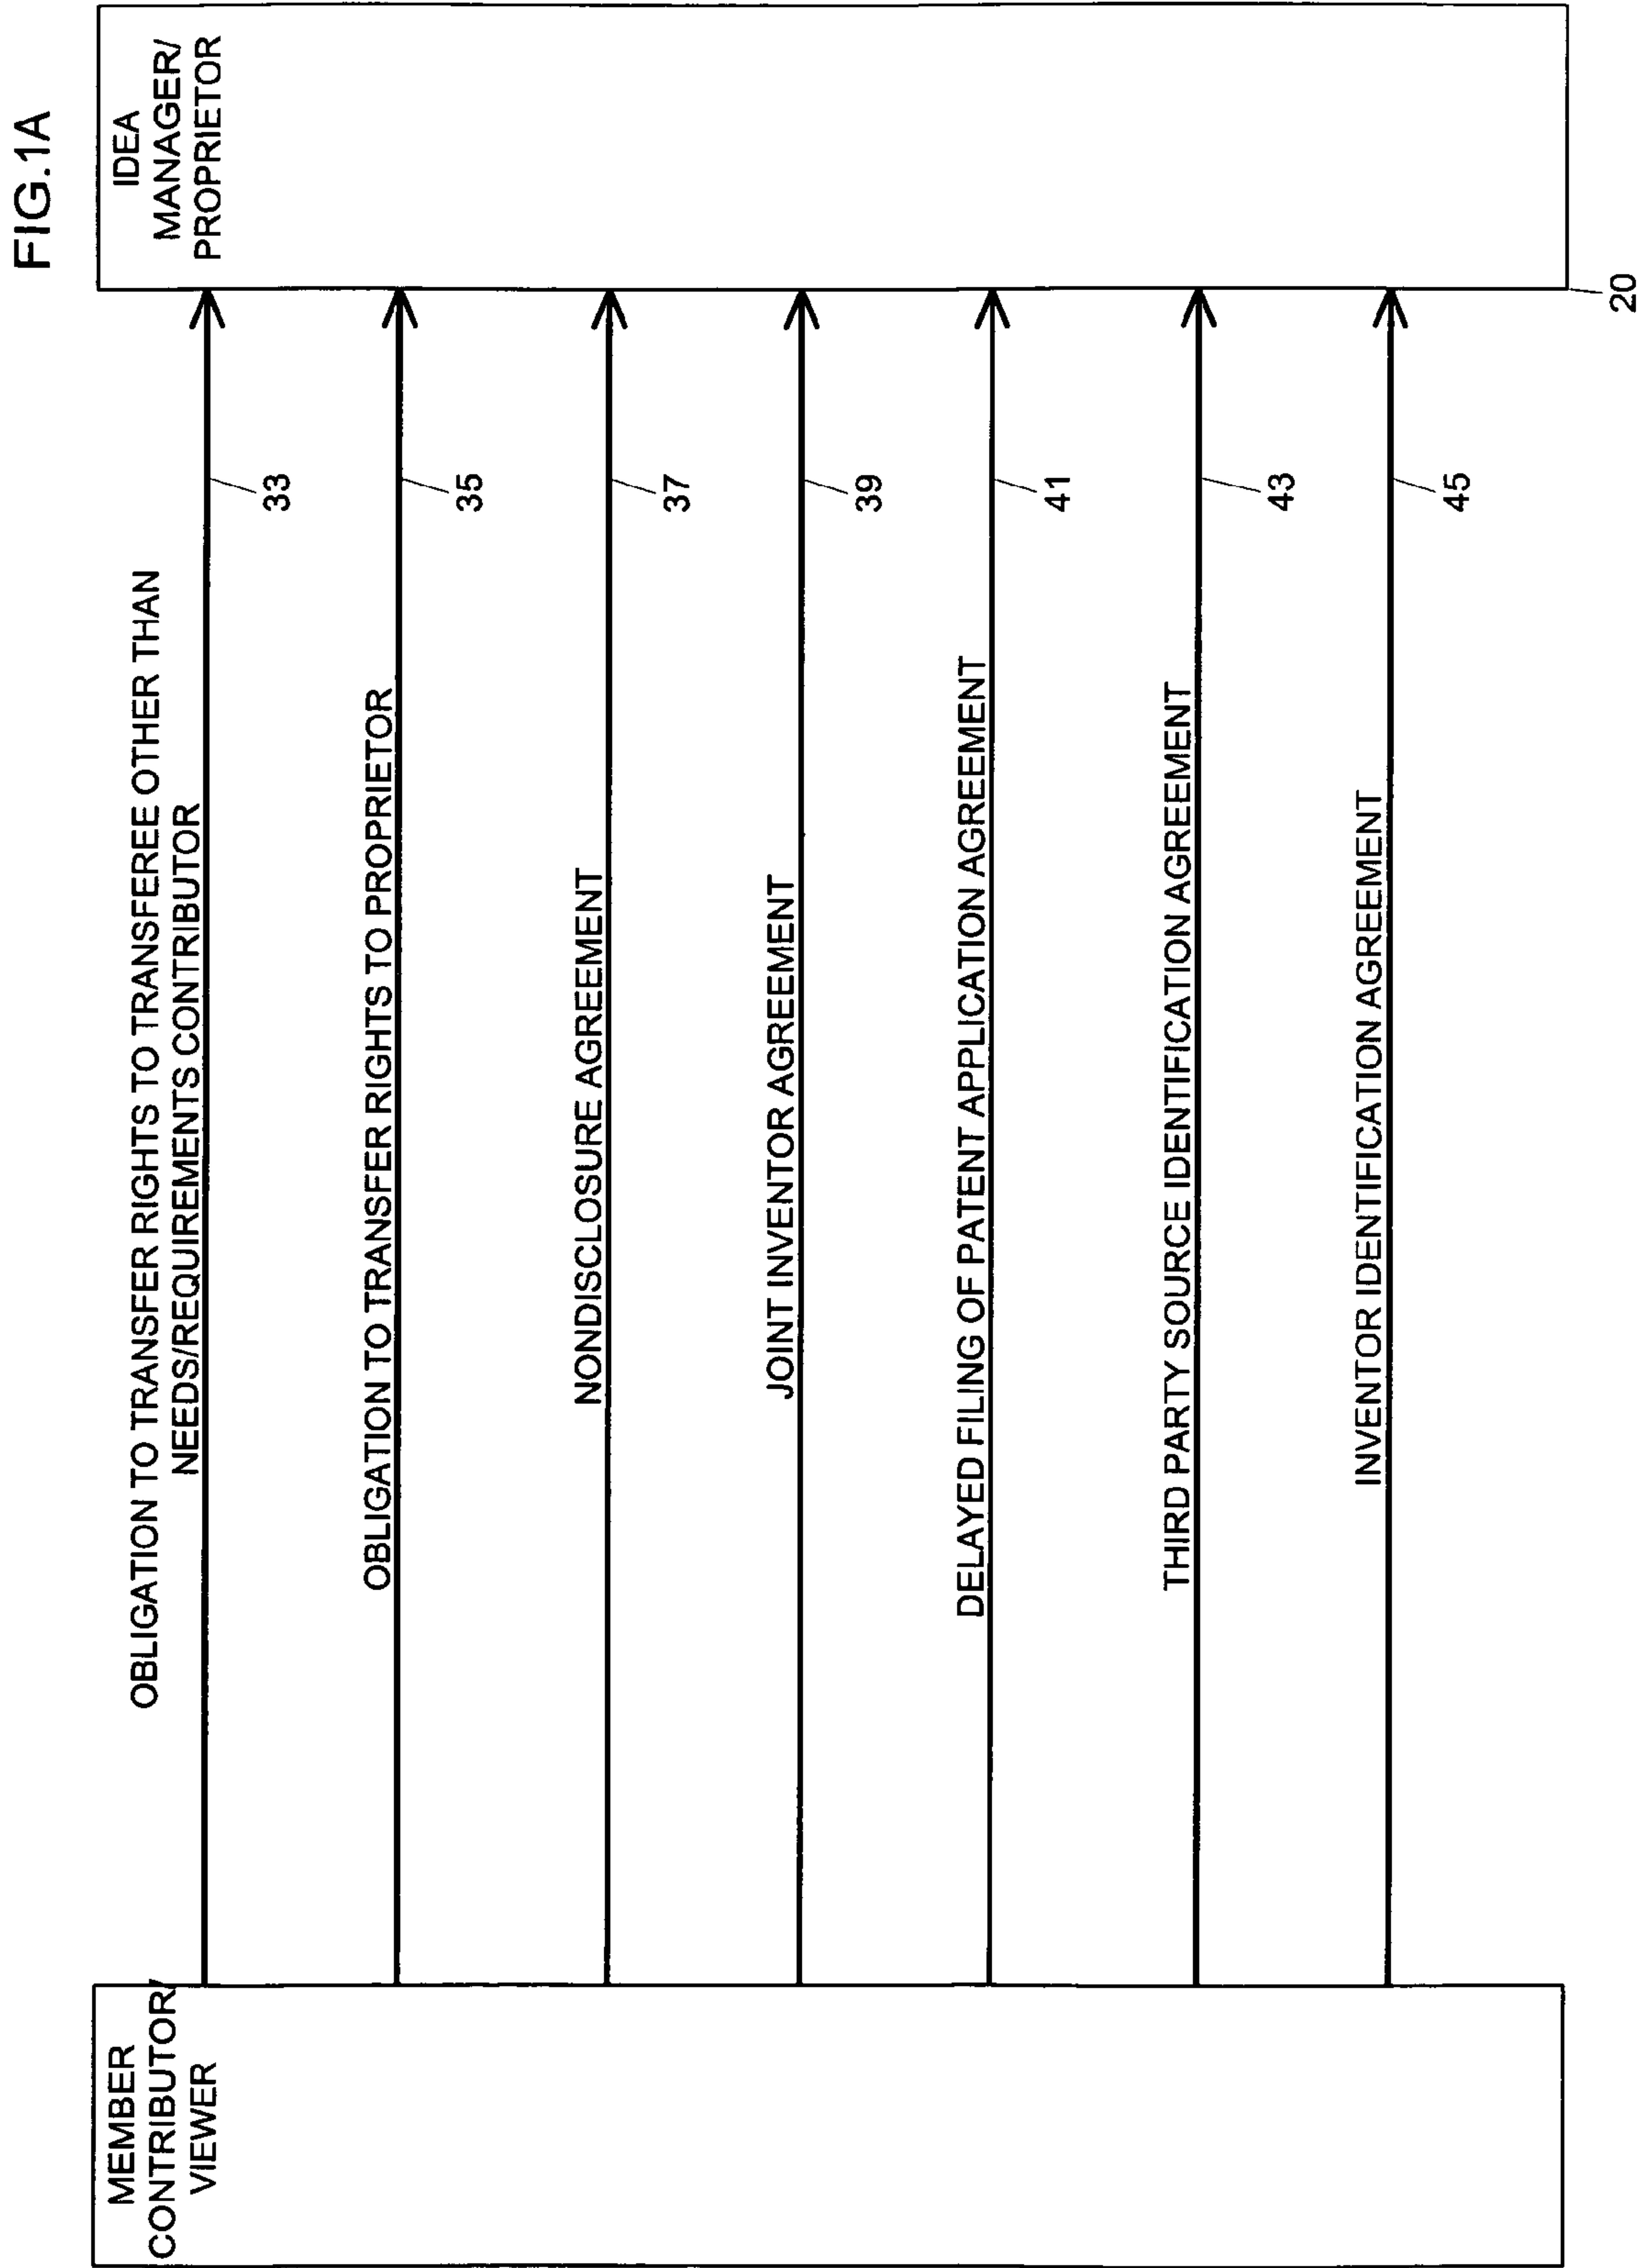 FIG.1A
MEMBER
CONTRIBUTOR/
VIEWER
IDEA
MANAGER/
PROPRIETOR
OBLIGATION TO TRANSFER RIGHTS TO TRANSFEREE OTHER THAN
NEEDS/REQUIREMENTS CONTRIBUTOR
33
OBLIGATION TO TRANSFER RIGHTS TO PROPRIETOR
35
NONDISCLOSURE AGREEMENT
37
JOINT INVENTOR AGREEMENT
39
DELAYED FILING OF PATENT APPLICATION AGREEMENT
41
THIRD PARTY SOURCE IDENTIFICATION AGREEMENT
43
INVENTOR IDENTIFICATION AGREEMENT
45
20